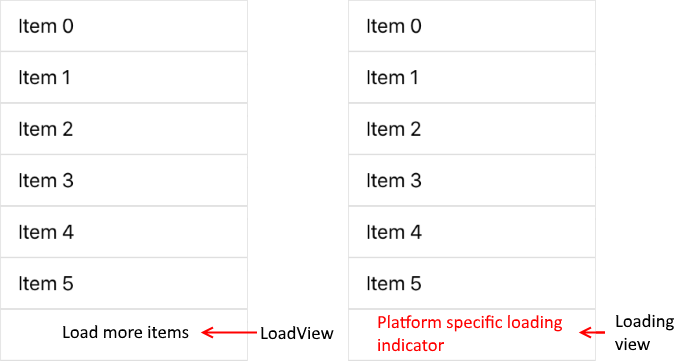 Item 0
Item 1
Item 2
Item 3
Item 4
Item 5
Load more items
LoadView
Item 0
Item 1
Item 2
Item 3
Item 4
Item 5
Platform specific loading
indicator
Loading
view